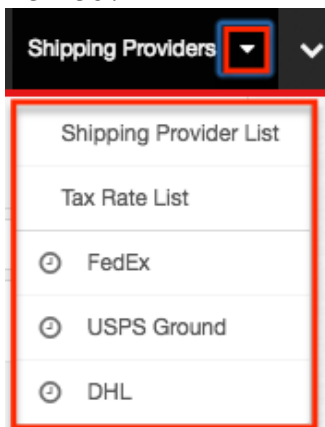 Shipping Providers
Shipping Provider List
Tax Rate List
FedEx
USPS Ground
DHL